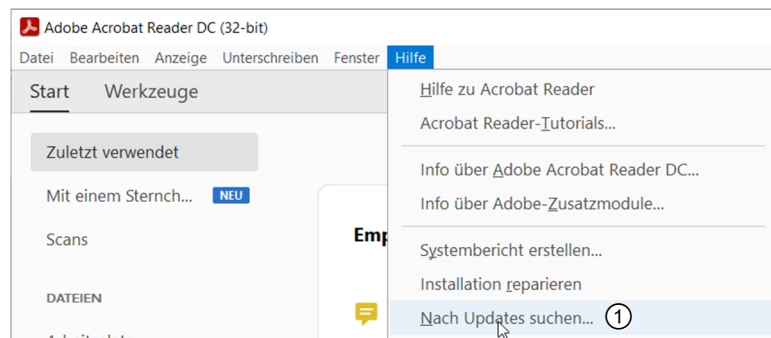 Adobe Acrobat Reader DC (32-bit)
Datei Bearbeiten Anzeige Unterschreiben Fenster Hilfe
Start Werkzeuge
Zuletzt verwendet
Mit einem Sternch... NEU
Scans
DATEIEN
Emp
Hilfe zu Acrobat Reader
Acrobat Reader-Tutorials...
Info über Adobe Acrobat Reader DC...
Info über Adobe-Zusatzmodule...
Systembericht erstellen...
Installation reparieren
Nach Updates suchen... 1